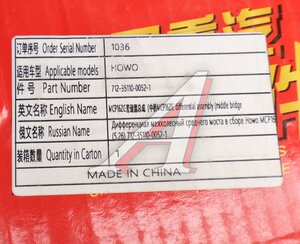 订单序号 Order Serial Number 1036
适用车型 Applicable models HOWO
件 号 Part Number 712-35110-0052-1
英文名称 English Name MCP16ZG differential assembly (middle bridge
俄文名称 Russian Name Дифференциал межколесный среднего моста в сборе Howo MCP16
(5.26) 712-35110-0052-1
装箱数量 Quantity in Carton 1
MADE IN CHINA